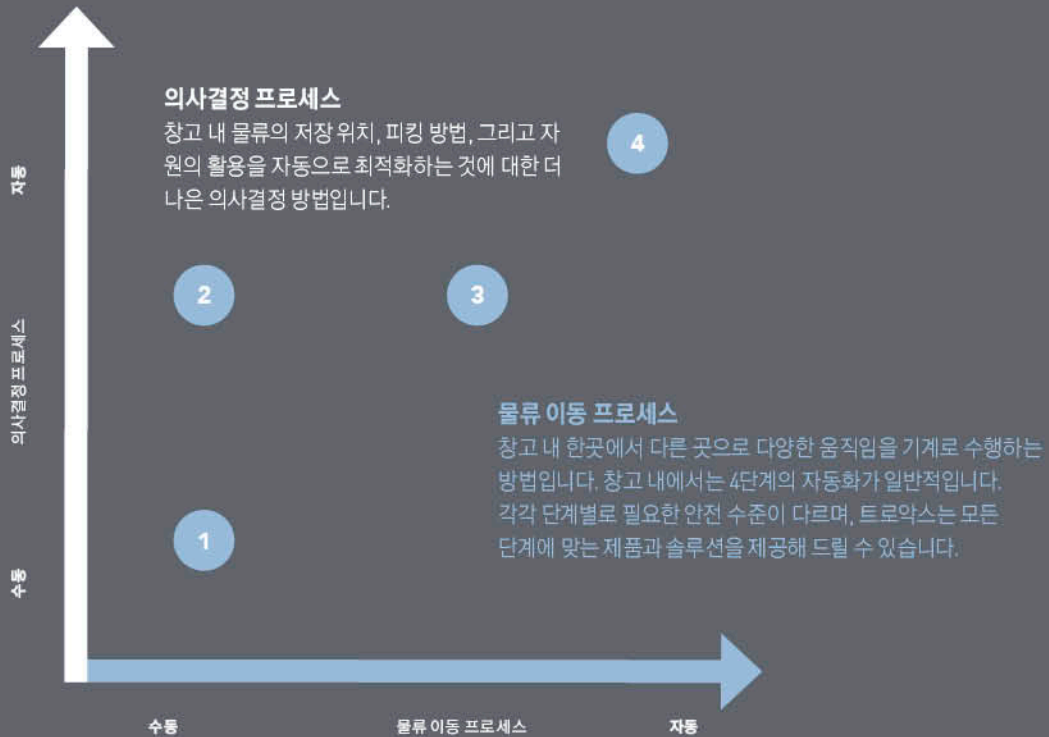 의사결정 프로세스
창고 내 물류의 저장 위치, 피킹 방법, 그리고 자
원의 활용을 자동으로 최적화하는 것에 대한 더
나은 의사결정 방법입니다.
4
자동
2
3
의사결정프로세스
물류 이동 프로세스
창고 내 한곳에서 다른 곳으로 다양한 움직임을 기계로 수행하는
방법입니다. 창고 내에서는 4단계의 자동화가 일반적입니다.
각각 단계별로 필요한 안전 수준이 다르며, 트로악스는 모든
단계에 맞는 제품과 솔루션을 제공해 드릴 수 있습니다.
1
수동
수동
물류 이동 프로세스
자동